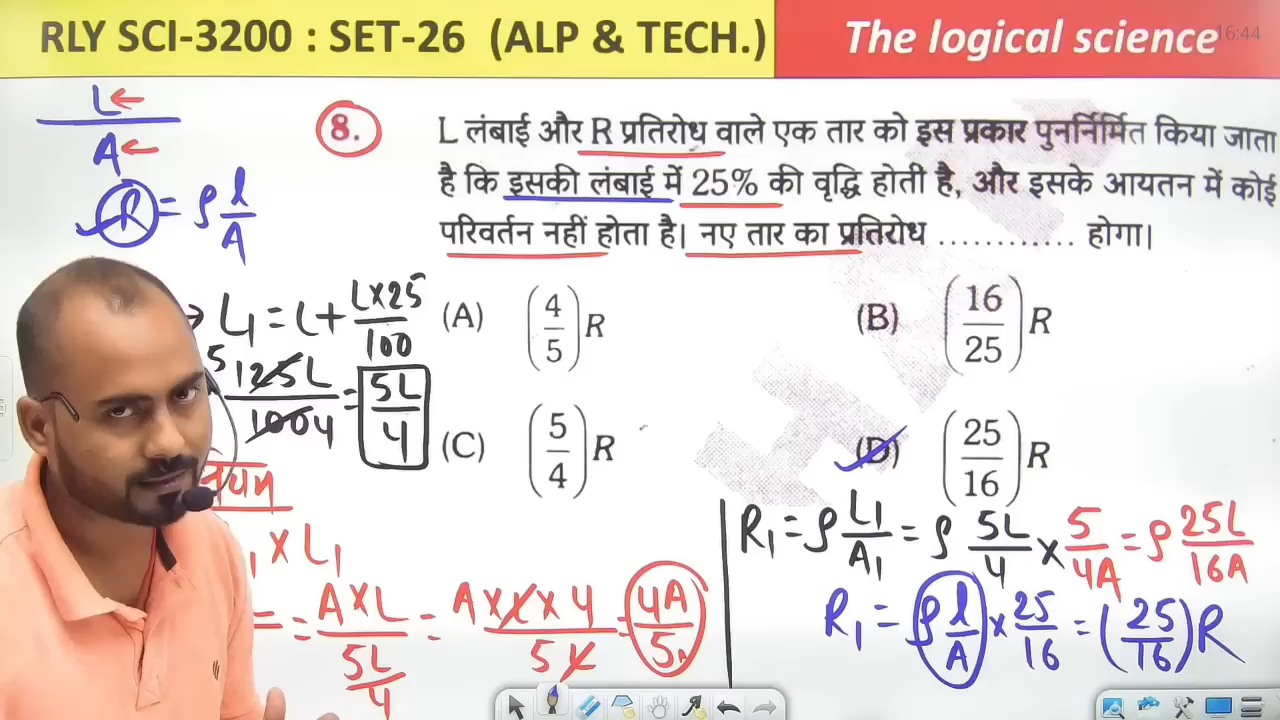 RLY SCI-3200 : SET-26 (ALP & TECH.)
The logical science
16:44
L←
A←
R = ρ l/A
8.
L लंबाई और R प्रतिरोध वाले एक तार को इस प्रकार पुनर्निर्मित किया जाता
है कि इसकी लंबाई में 25% की वृद्धि होती है, और इसके आयतन में कोई
परिवर्तन नहीं होता है। नए तार का प्रतिरोध ............ होगा।
(A) (4/5)R
(B) (16/25)R
(C) (5/4)R
(D) (25/16)R
→ L₁ = L + L×25/100
5 125L/100 4 = 5L/4
× L₁
= A×L/5L/4 = A×L×4/5L = 4A/5
R₁ = ρ L₁/A₁ = ρ 5L/4 × 5/4A = ρ 25L/16A
R₁ = ρ l/A × 25/16 = (25/16)R